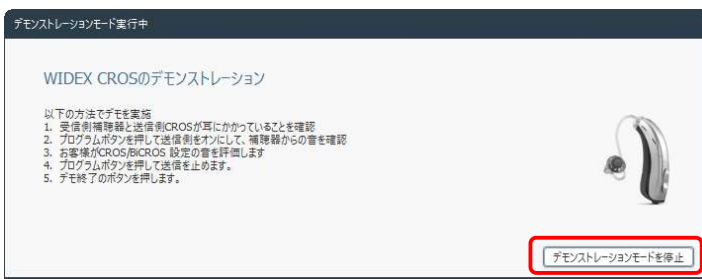 デモンストレーションモード実行中
WIDEX CROSのデモンストレーション
以下の方法でデモを実施
1. 受信側補聴器と送信側CROSが耳にかかっていることを確認
2. プログラムボタンを押して送信側をオンにして、補聴器からの音を確認
3. お客様がCROS/BiCROS 設定の音を評価します
4. プログラムボタンを押して送信を止めます。
5. デモ終了のボタンを押します。
デモンストレーションモードを停止